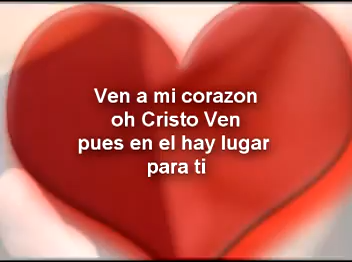 Ven a mi corazon
oh Cristo Ven
pues en el hay lugar
para ti